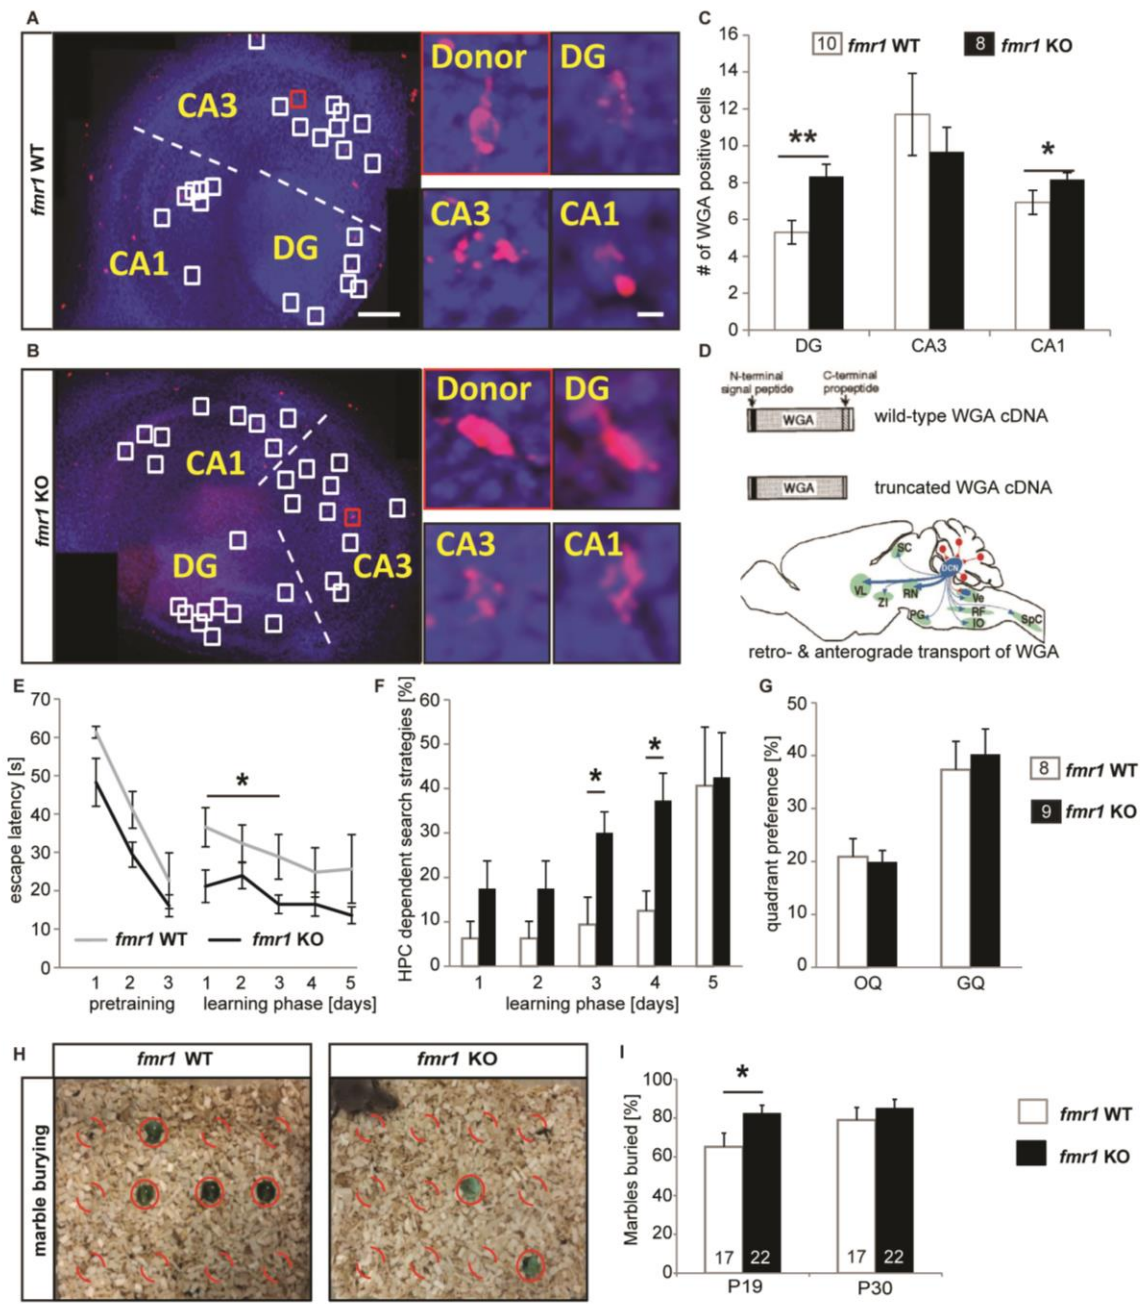 A
fmr1 WT
CA3
CA1
DG
Donor
DG
CA3
CA1
B
fmr1 KO
CA1
DG
CA3
Donor
DG
CA3
CA1
C
16
14
12
10
8
6
4
2
0
# of WGA positive cells
10 fmr1 WT
8 fmr1 KO
**
*
DG CA3 CA1
D
N-terminal
signal peptide
C-terminal
propeptide
WGA
wild-type WGA cDNA
WGA
truncated WGA cDNA
SC
DCN
VL
ZI
RN
PG
Ve
RF
IO
SpC
retro- & anterograde transport of WGA
E
70
60
50
40
30
20
10
0
escape latency [s]
*
fmr1 WT fmr1 KO
1 2 3 1 2 3 4 5
pretraining learning phase [days]
F
60
50
40
30
20
10
0
HPC dependent search strategies [%]
*
*
1 2 3 4 5
learning phase [days]
G
50
40
30
20
10
0
quadrant preference [%]
OQ GQ
8 fmr1 WT
9 fmr1 KO
H
fmr1 WT
fmr1 KO
marble burying
I
100
80
60
40
20
0
Marbles buried [%]
*
17 22 17 22
P19 P30
fmr1 WT
fmr1 KO